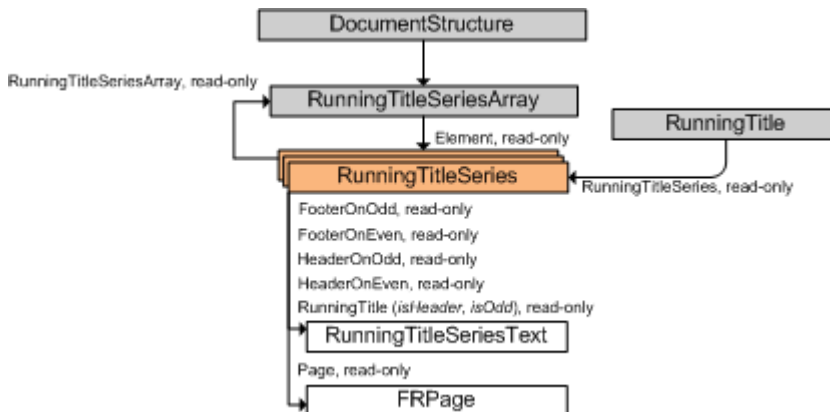 DocumentStructure
RunningTitleSeriesArray, read-only
RunningTitleSeriesArray
RunningTitle
Element, read-only
RunningTitleSeries
RunningTitleSeries, read-only
FooterOnOdd, read-only
FooterOnEven, read-only
HeaderOnOdd, read-only
HeaderOnEven, read-only
RunningTitle (isHeader, isOdd), read-only
RunningTitleSeriesText
Page, read-only
FRPage